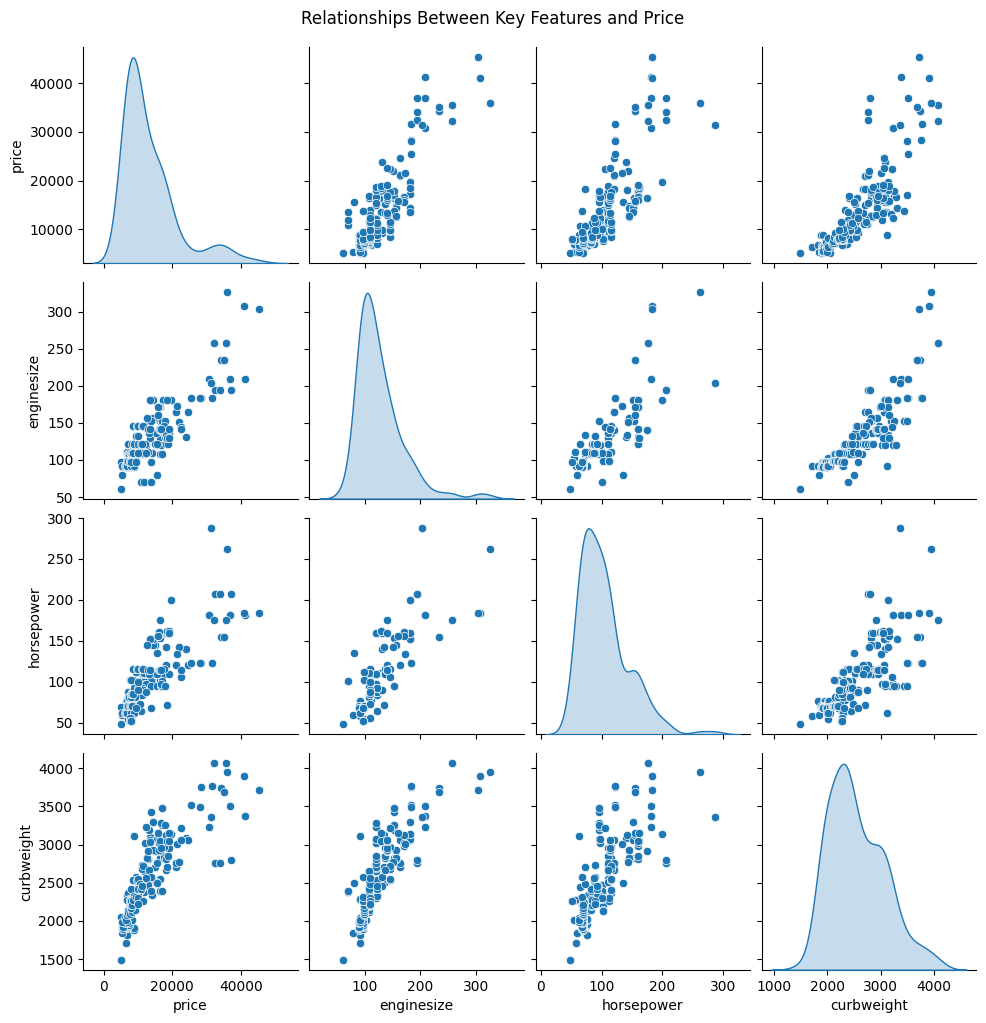 Relationships Between Key Features and Price
40000
30000
20000
10000
price
300
250
200
150
100
50
enginesize
300
250
200
150
100
50
horsepower
4000
3500
3000
2500
2000
1500
curbweight
0 20000 40000
price
100 200 300
enginesize
0 100 200 300
horsepower
1000 2000 3000 4000
curbweight